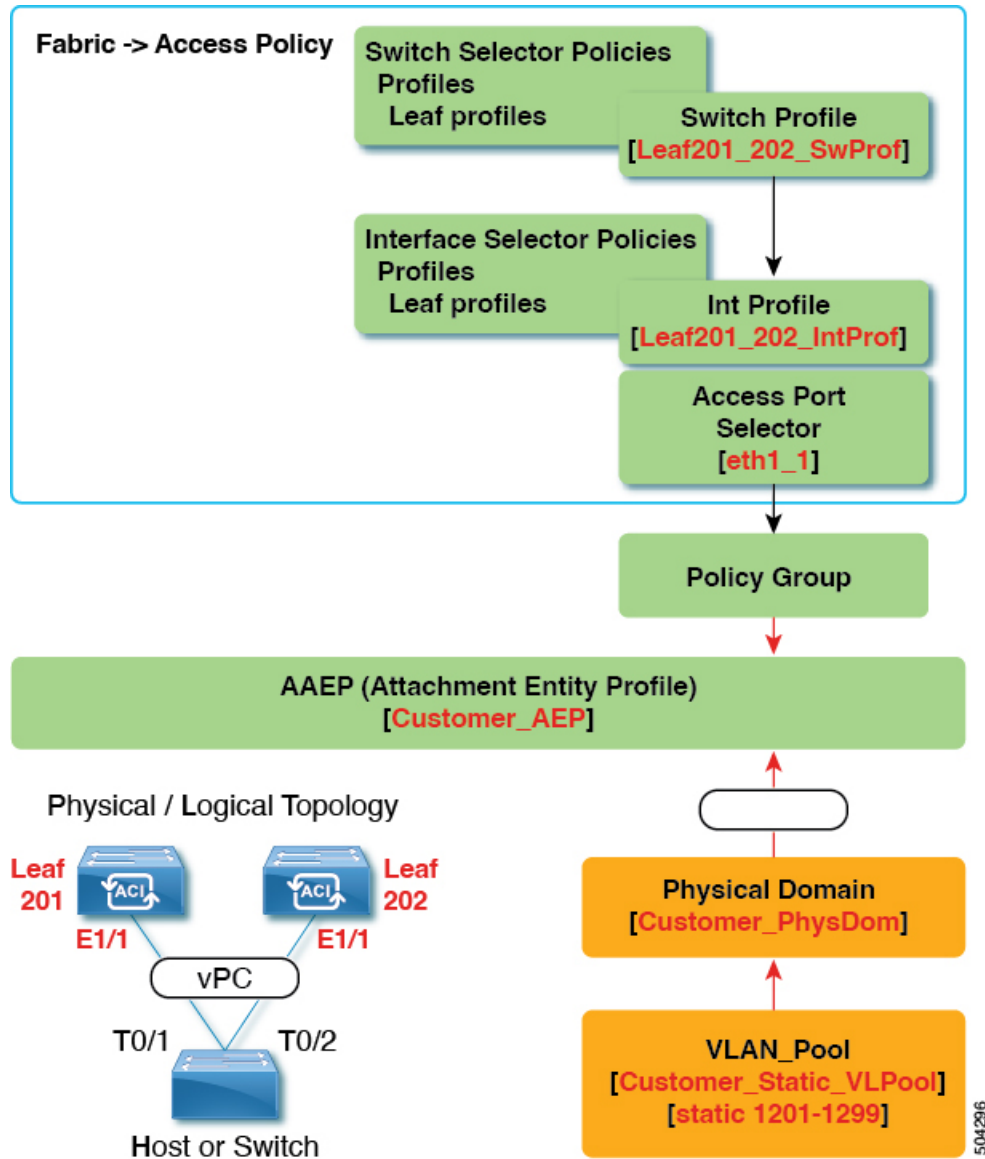 Fabric -> Access Policy
Switch Selector Policies
Profiles
Leaf profiles
Switch Profile
[Leaf201_202_SwProf]
Interface Selector Policies
Profiles
Leaf profiles
Int Profile
[Leaf201_202_IntProf]
Access Port
Selector
[eth1_1]
Policy Group
AAEP (Attachment Entity Profile)
[Customer_AEP]
Physical / Logical Topology
Leaf
201
ACI
ACI
Leaf
202
E1/1
E1/1
vPC
T0/1
T0/2
Host or Switch
Physical Domain
[Customer_PhysDom]
VLAN_Pool
[Customer_Static_VLPool]
[static 1201-1299]
504296